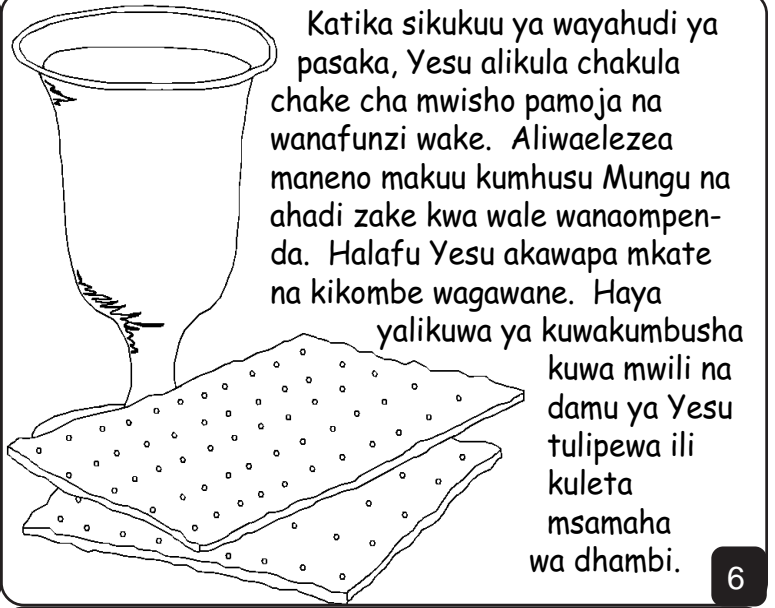 Katika sikukuu ya wayahudi ya
pasaka, Yesu alikula chakula
chake cha mwisho pamoja na
wanafunzi wake.  Aliwaelezea
maneno makuu kumhusu Mungu na
ahadi zake kwa wale wanaompen-
da.  Halafu Yesu akawapa mkate
na kikombe wagawane.  Haya
yalikuwa ya kuwakumbusha
kuwa mwili na
damu ya Yesu
tulipewa ili
kuleta
msamaha
wa dhambi.
6